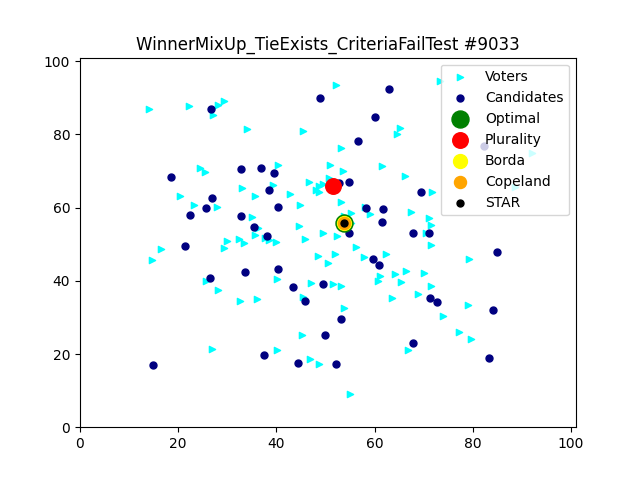 WinnerMixUp_TieExists_CriteriaFailTest #9033
100
80
60
40
20
0
0
20
40
60
80
100
Voters
Candidates
Optimal
Plurality
Borda
Copeland
STAR